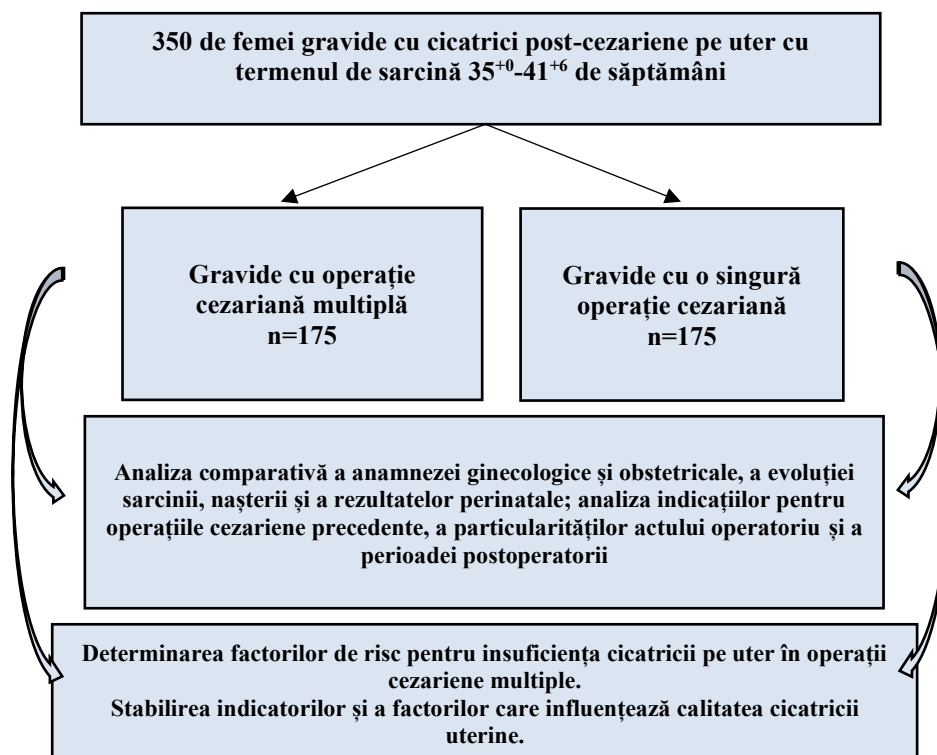 350 de femei gravide cu cicatrici post-cezariene pe uter cu
termenul de sarcină 35⁺⁰-41⁺⁶ de săptămâni
Gravide cu operație
cezariană multiplă
n=175
Gravide cu o singură
operație cezariană
n=175
Analiza comparativă a anamnezei ginecologice și obstetricale, a evoluției
sarcinii, nașterii și a rezultatelor perinatale; analiza indicațiilor pentru
operațiile cezariene precedente, a particularităților actului operatoriu și a
perioadei postoperatorii
Determinarea factorilor de risc pentru insuficiența cicatricii pe uter în operații
cezariene multiple.
Stabilirea indicatorilor și a factorilor care influențează calitatea cicatricii
uterine.